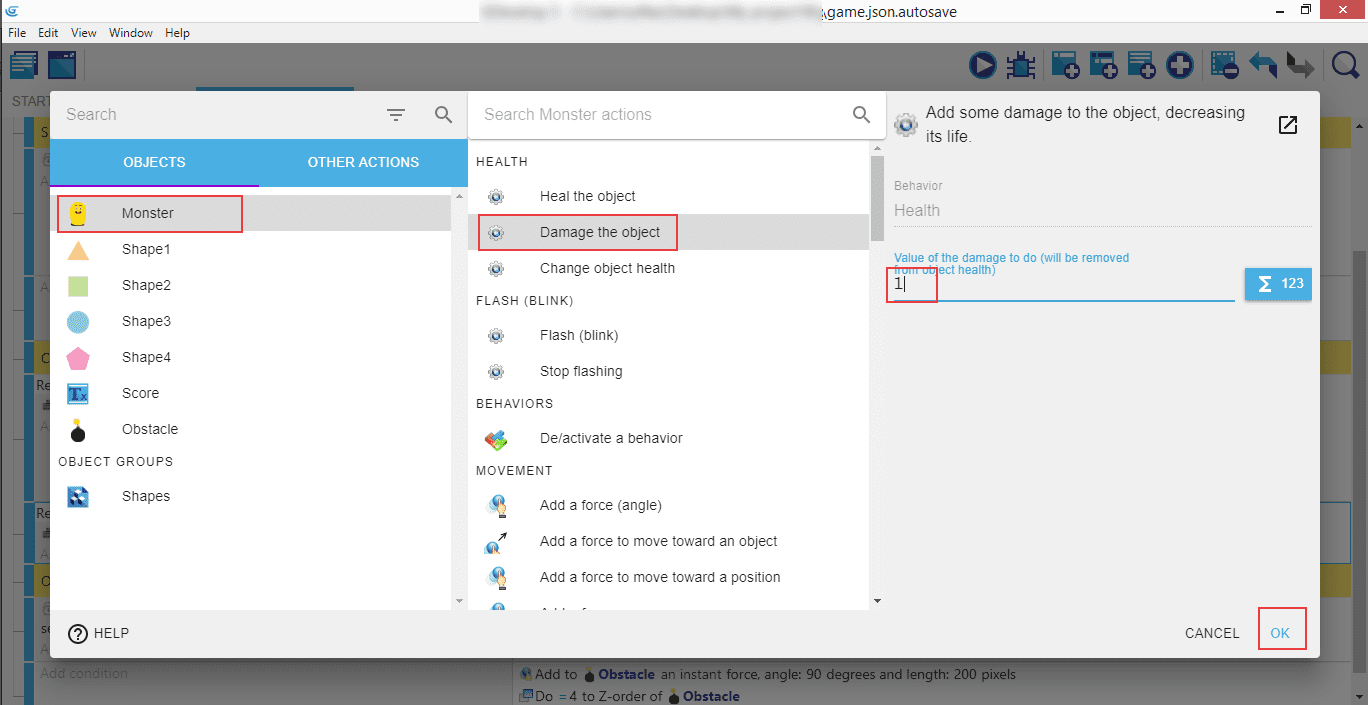 \game.json.autosave
File Edit View Window Help
START
Search
Search Monster actions
Add some damage to the object, decreasing
its life.
OBJECTS
OTHER ACTIONS
Monster
Shape1
Shape2
Shape3
Shape4
Score
Obstacle
OBJECT GROUPS
Shapes
HEALTH
Heal the object
Damage the object
Change object health
FLASH (BLINK)
Flash (blink)
Stop flashing
BEHAVIORS
De/activate a behavior
MOVEMENT
Add a force (angle)
Add a force to move toward an object
Add a force to move toward a position
Behavior
Health
Value of the damage to do (will be removed
from object health)
1
Σ 123
HELP
CANCEL
OK
Add condition
Add to Obstacle an instant force, angle: 90 degrees and length: 200 pixels
Do = 4 to Z-order of Obstacle